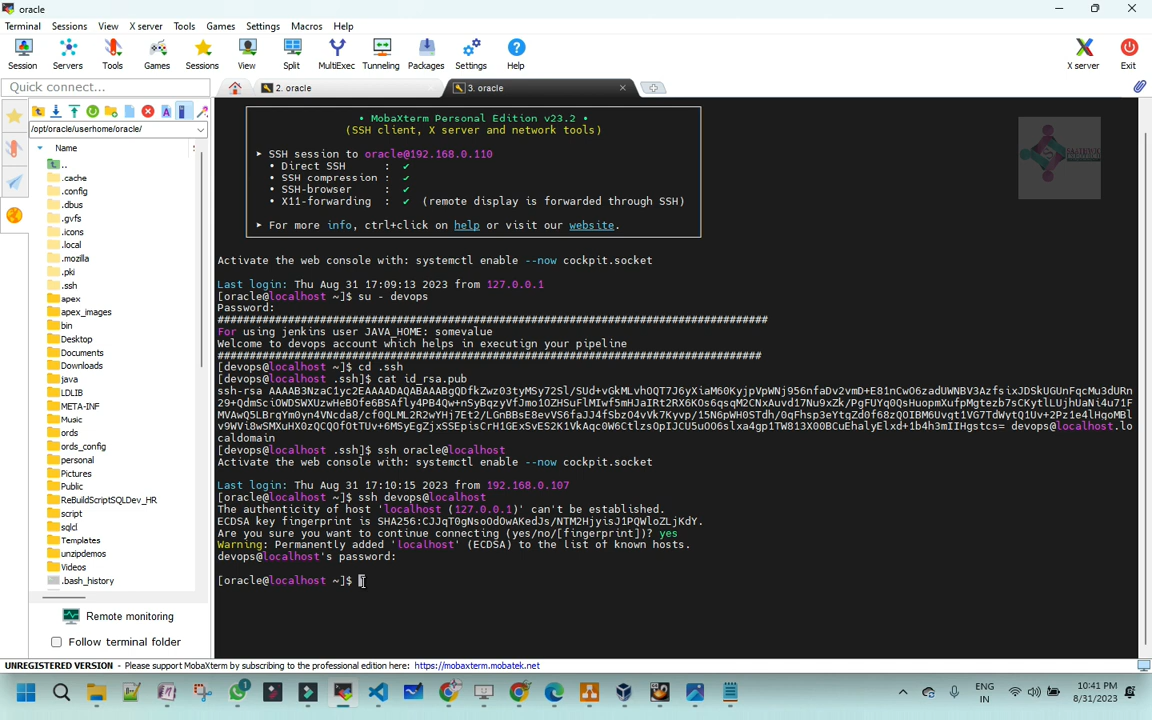 oracle
Terminal Sessions View X server Tools Games Settings Macros Help
Session Servers Tools Games Sessions View Split MultiExec Tunneling Packages Settings Help X server Exit
Quick connect...
2. oracle
3. oracle
/opt/oracle/userhome/oracle/
Name
..
.cache
.config
.dbus
.gvfs
.icons
.local
.mozilla
.pki
.ssh
apex
apex_images
bin
Desktop
Documents
Downloads
java
LDLIB
META-INF
Music
ords
ords_config
personal
Pictures
Public
ReBuildScriptSQLDev_HR
script
sqlcl
Templates
unzipdemos
Videos
.bash_history
Remote monitoring
Follow terminal folder
• MobaXterm Personal Edition v23.2 •
(SSH client, X server and network tools)
► SSH session to oracle@192.168.0.110
• Direct SSH : ✔
• SSH compression : ✔
• SSH-browser : ✔
• X11-forwarding : ✔ (remote display is forwarded through SSH)
► For more info, ctrl+click on help or visit our website.
Activate the web console with: systemctl enable --now cockpit.socket
Last login: Thu Aug 31 17:09:13 2023 from 127.0.0.1
[oracle@localhost ~]$ su - devops
Password:
####################################################################################
For using jenkins user JAVA_HOME: somevalue
Welcome to devops account which helps in executign your pipeline
###################################################################################
[devops@localhost ~]$ cd .ssh
[devops@localhost .ssh]$ cat id_rsa.pub
ssh-rsa
devops@localhost.lo
caldomain
[devops@localhost .ssh]$ ssh oracle@localhost
Activate the web console with: systemctl enable --now cockpit.socket
Last login: Thu Aug 31 17:10:15 2023 from 192.168.0.107
[oracle@localhost ~]$ ssh devops@localhost
The authenticity of host 'localhost (127.0.0.1)' can't be established.
ECDSA key fingerprint is SHA256:CJJqT0gNsoOdOwAKedJs/NTM2HjyisJ1PQWloZLjKdY.
Are you sure you want to continue connecting (yes/no/[fingerprint])? yes
Warning: Permanently added 'localhost' (ECDSA) to the list of known hosts.
devops@localhost's password:
[oracle@localhost ~]$
UNREGISTERED VERSION - Please support MobaXterm by subscribing to the professional edition here: https://mobaxterm.mobatek.net
ENG
IN
10:41 PM
8/31/2023